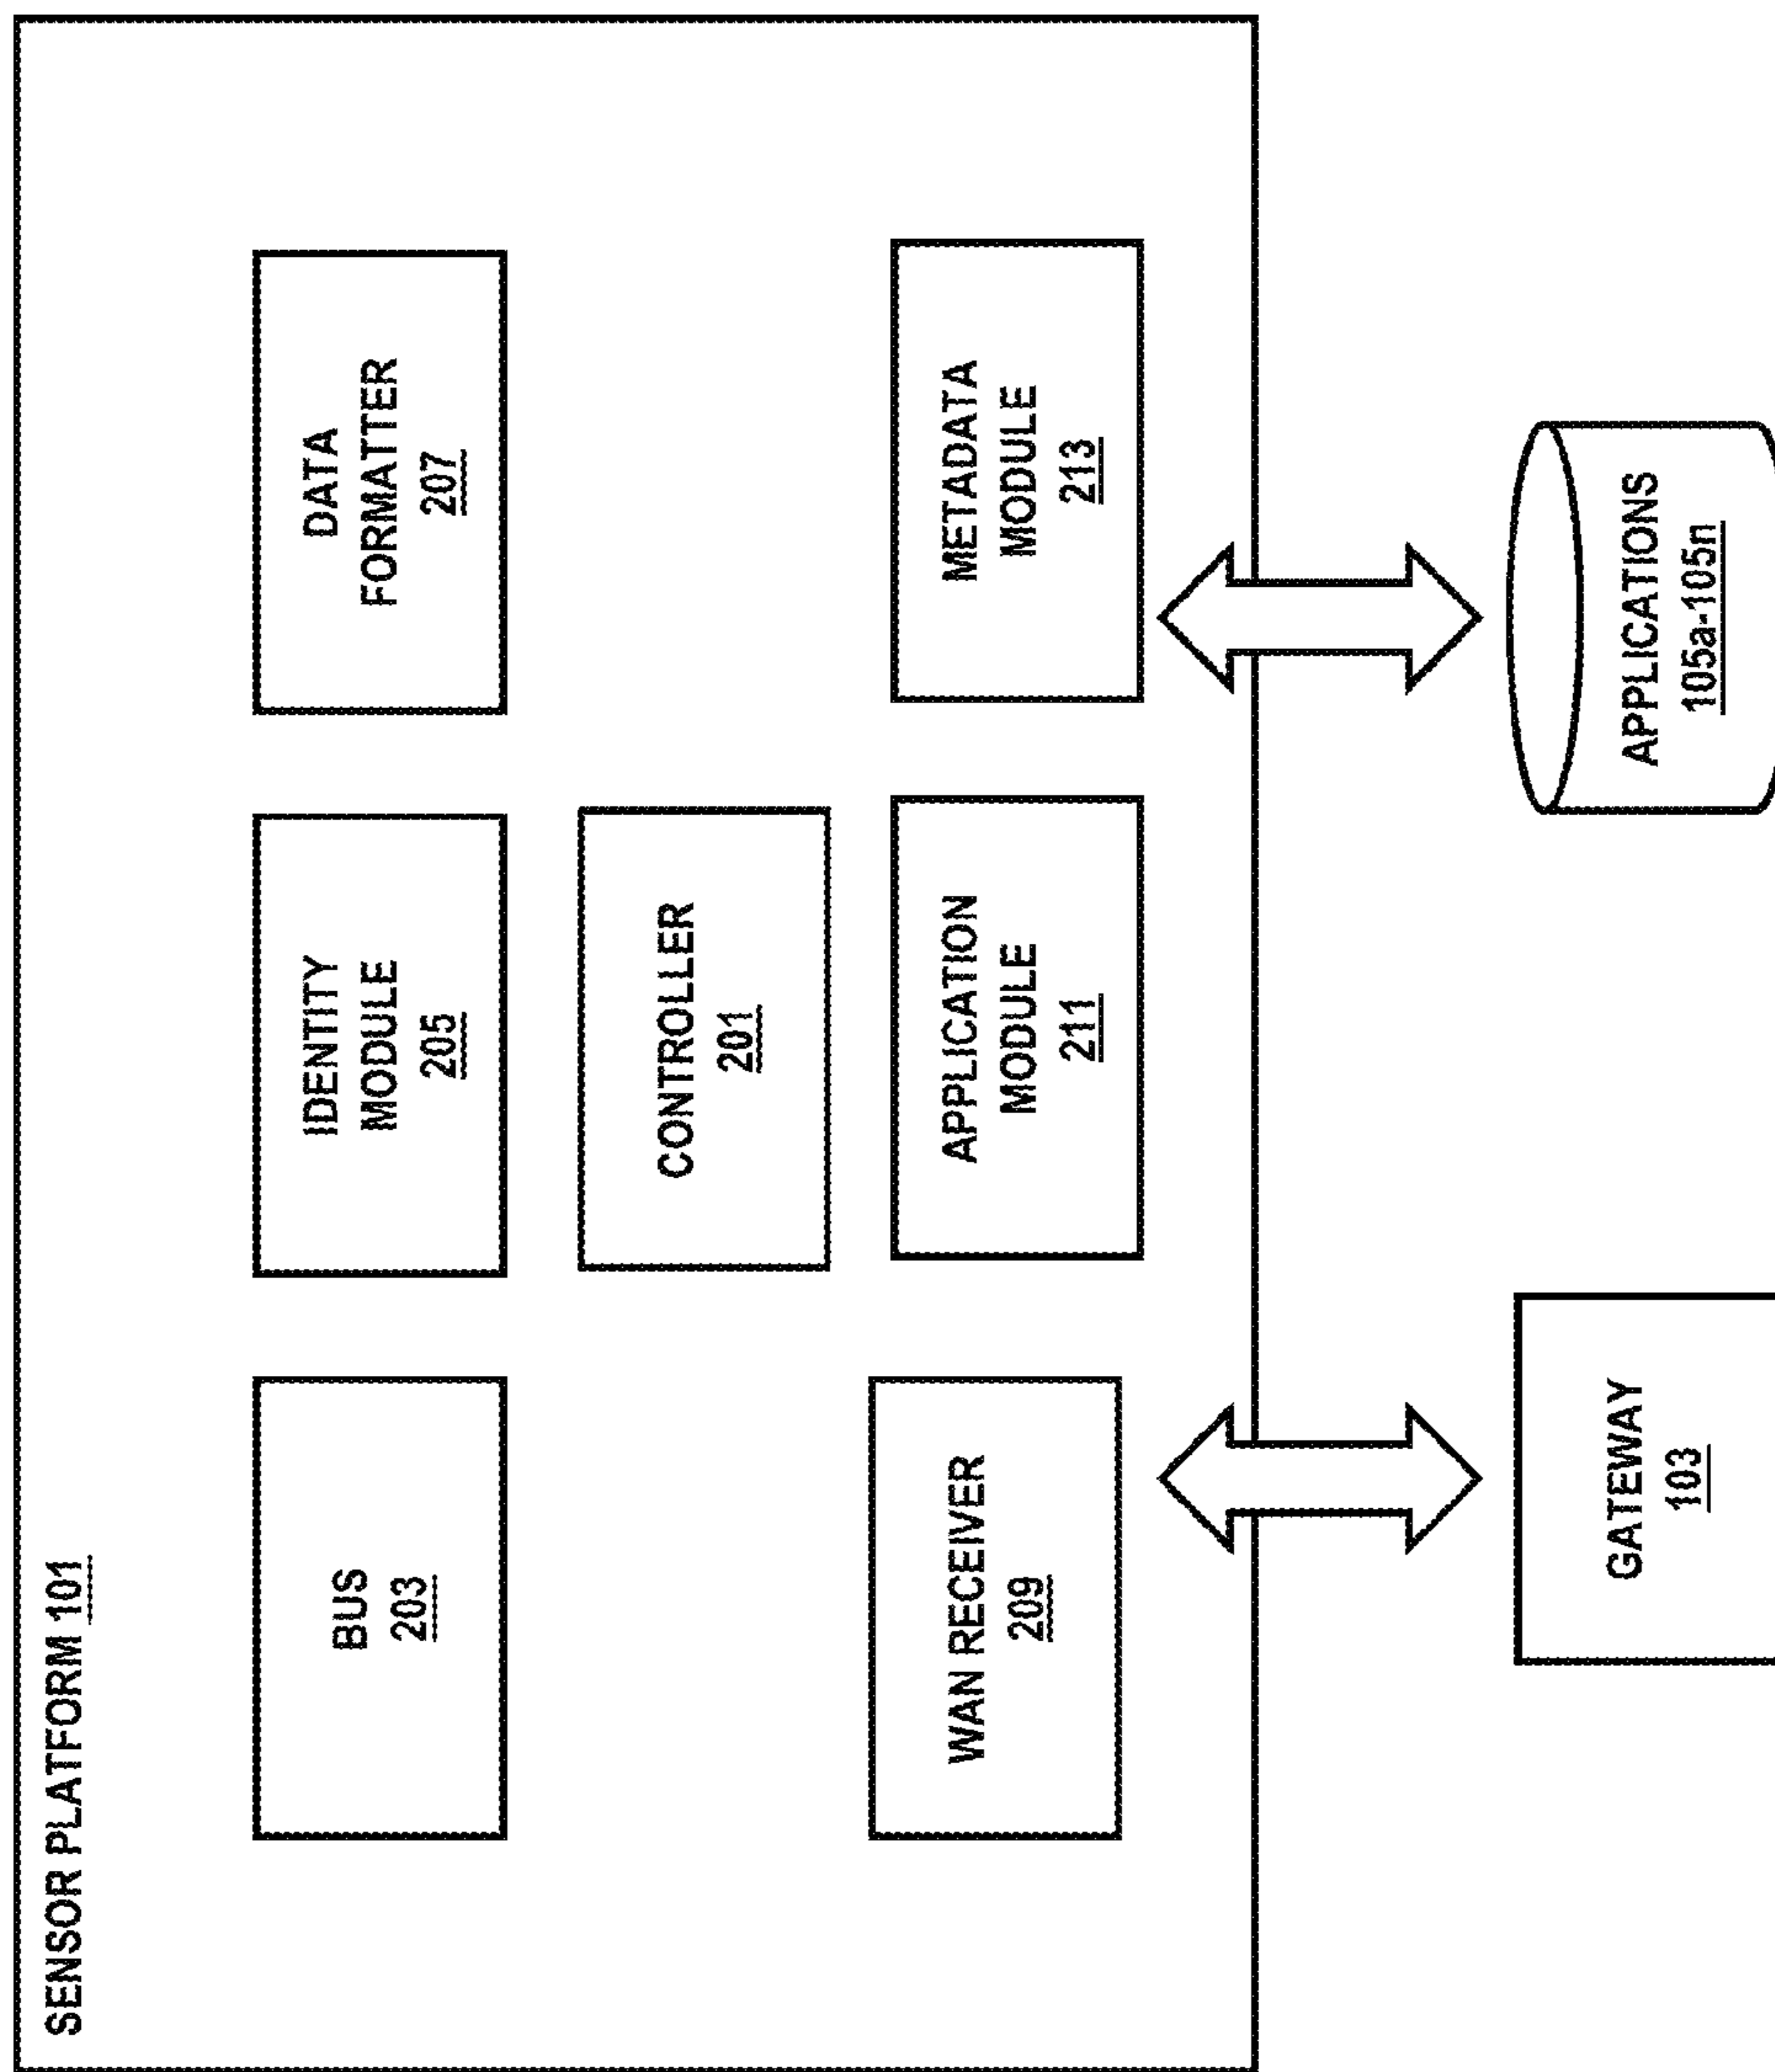 SENSOR PLATFORM 101
BUS
203
IDENTITY
MODULE
205
DATA
FORMATTER
207
CONTROLLER
201
WAN RECEIVER
209
APPLICATION
MODULE
211
METADATA
MODULE
213
GATEWAY
103
APPLICATIONS
105a-105n